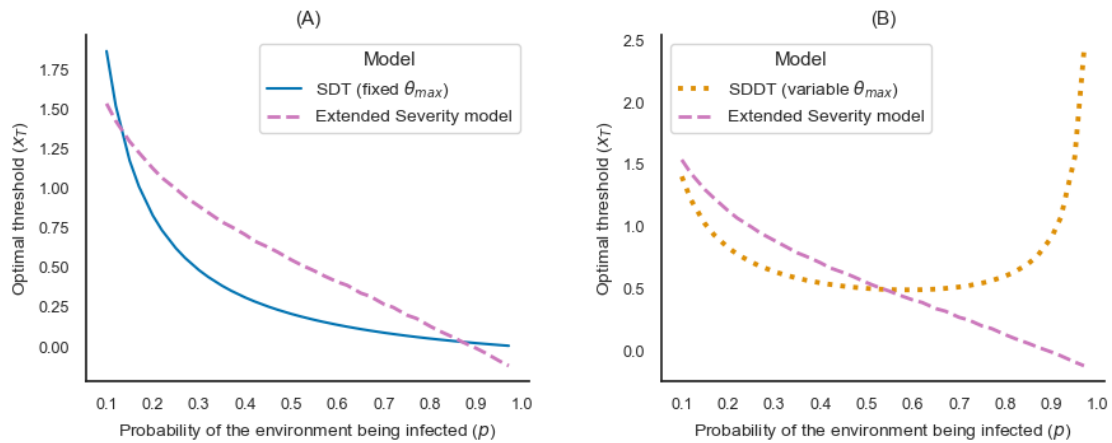 (A)
Model
SDT (fixed θmax)
Extended Severity model
Optimal threshold (xT)
1.75
1.50
1.25
1.00
0.75
0.50
0.25
0.00
0.1 0.2 0.3 0.4 0.5 0.6 0.7 0.8 0.9 1.0
Probability of the environment being infected (p)
(B)
Model
SDDT (variable θmax)
Extended Severity model
Optimal threshold (xT)
2.5
2.0
1.5
1.0
0.5
0.0
0.1 0.2 0.3 0.4 0.5 0.6 0.7 0.8 0.9 1.0
Probability of the environment being infected (p)